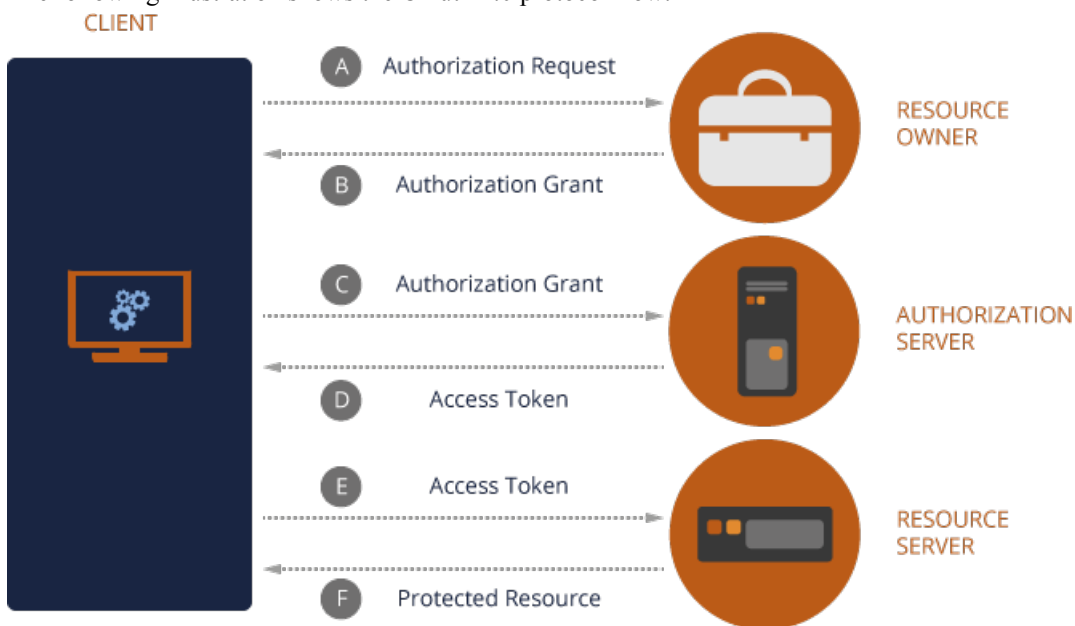 CLIENT
A Authorization Request
RESOURCE
OWNER
B Authorization Grant
C Authorization Grant
AUTHORIZATION
SERVER
D Access Token
E Access Token
RESOURCE
SERVER
F Protected Resource